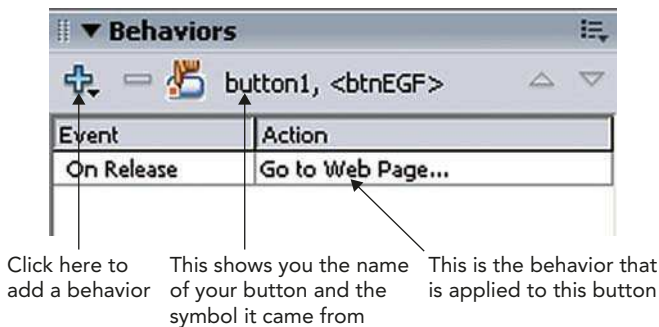 Behaviors
button1, <btnEGF>
Event Action
On Release Go to Web Page...
Click here to add a behavior
This shows you the name of your button and the symbol it came from
This is the behavior that is applied to this button